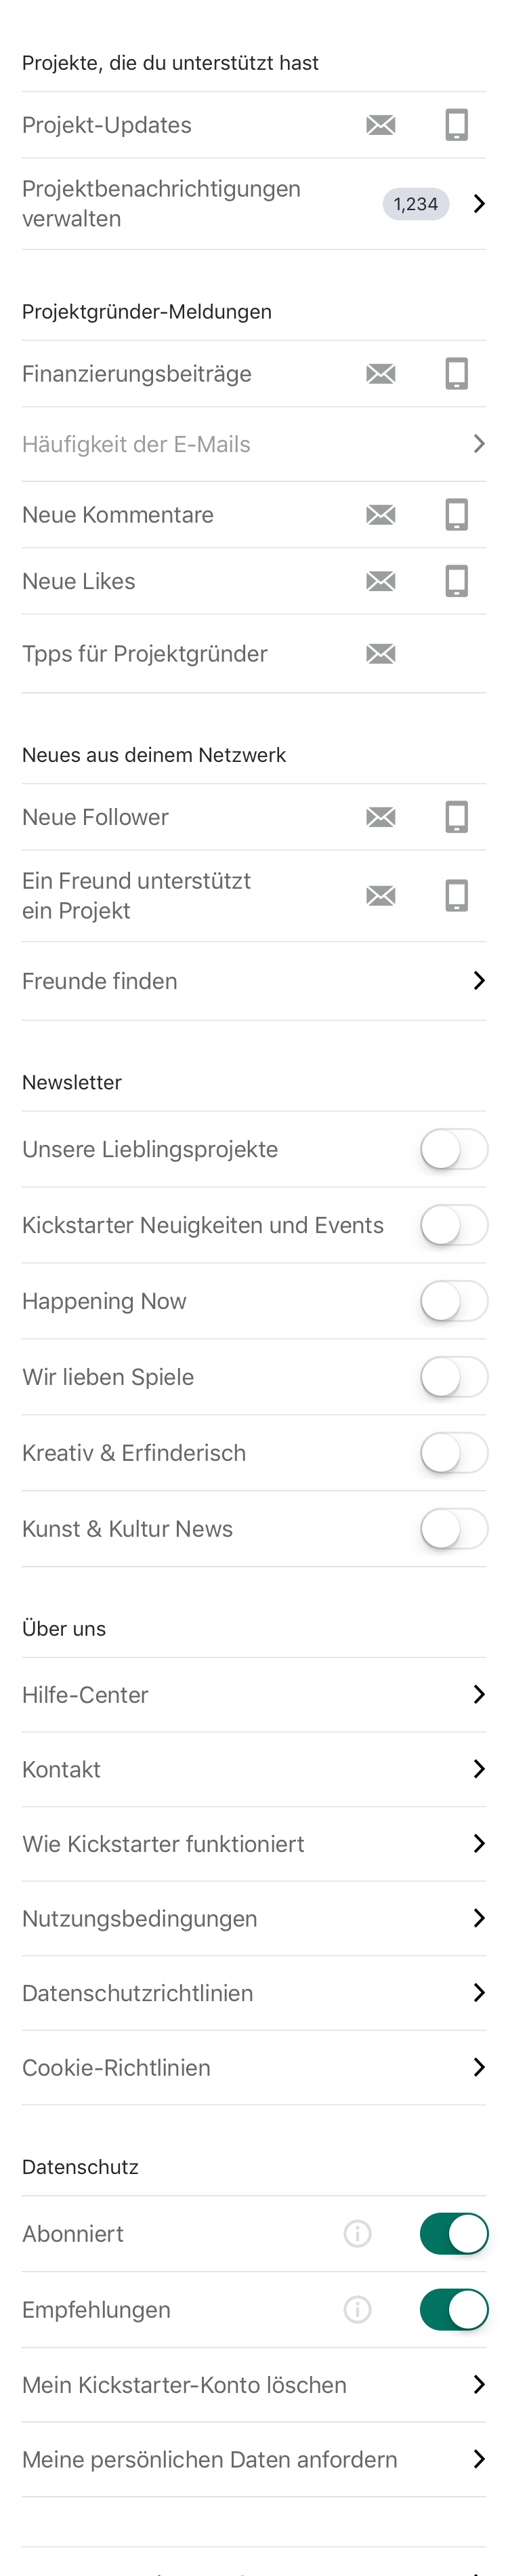 Projekte, die du unterstützt hast
Projekt-Updates
Projektbenachrichtigungen
verwalten
1,234
Projektgründer-Meldungen
Finanzierungsbeiträge
Häufigkeit der E-Mails
Neue Kommentare
Neue Likes
Tpps für Projektgründer
Neues aus deinem Netzwerk
Neue Follower
Ein Freund unterstützt
ein Projekt
Freunde finden
Newsletter
Unsere Lieblingsprojekte
Kickstarter Neuigkeiten und Events
Happening Now
Wir lieben Spiele
Kreativ & Erfinderisch
Kunst & Kultur News
Über uns
Hilfe-Center
Kontakt
Wie Kickstarter funktioniert
Nutzungsbedingungen
Datenschutzrichtlinien
Cookie-Richtlinien
Datenschutz
Abonniert
Empfehlungen
Mein Kickstarter-Konto löschen
Meine persönlichen Daten anfordern